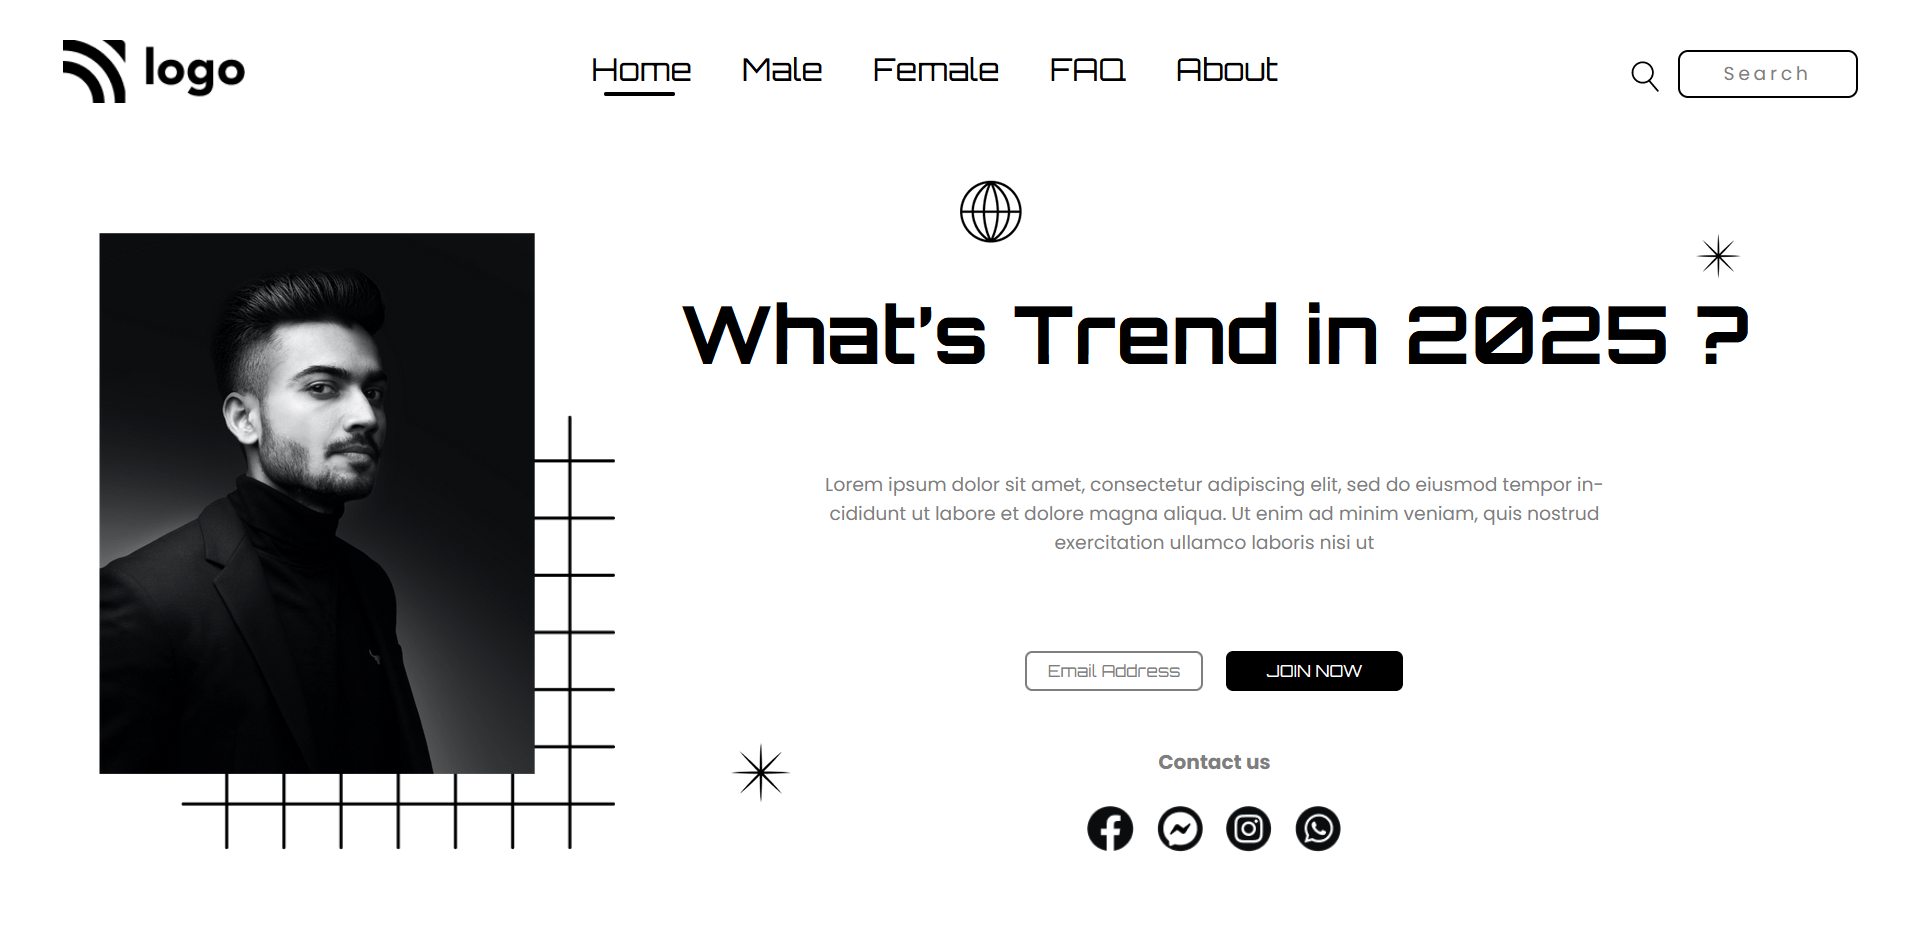 logo
Home Male Female FAQ About
Search
What's Trend in 2025 ?
Lorem ipsum dolor sit amet, consectetur adipiscing elit, sed do eiusmod tempor in-
cididunt ut labore et dolore magna aliqua. Ut enim ad minim veniam, quis nostrud
exercitation ullamco laboris nisi ut
Email Address
JOIN NOW
Contact us